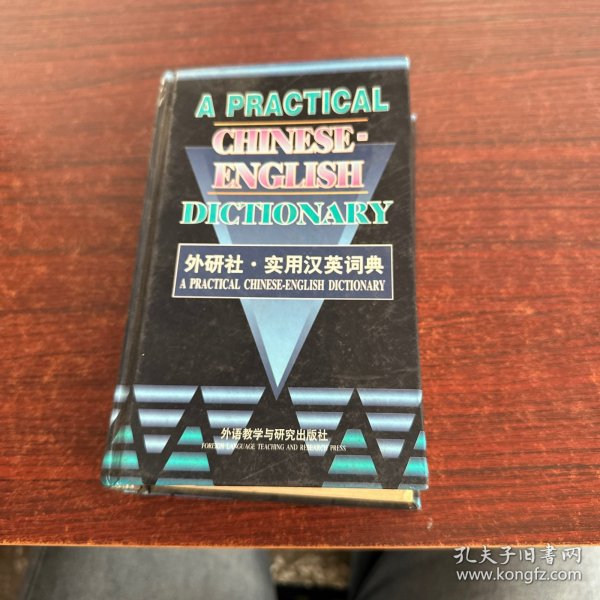 A PRACTICAL
CHINESE-
ENGLISH
DICTIONARY
外研社·实用汉英词典
A PRACTICAL CHINESE-ENGLISH DICTIONARY
外语教学与研究出版社
FOREIGN LANGUAGE TEACHING AND RESEARCH PRESS
孔夫子旧书网
www.kongfz.com